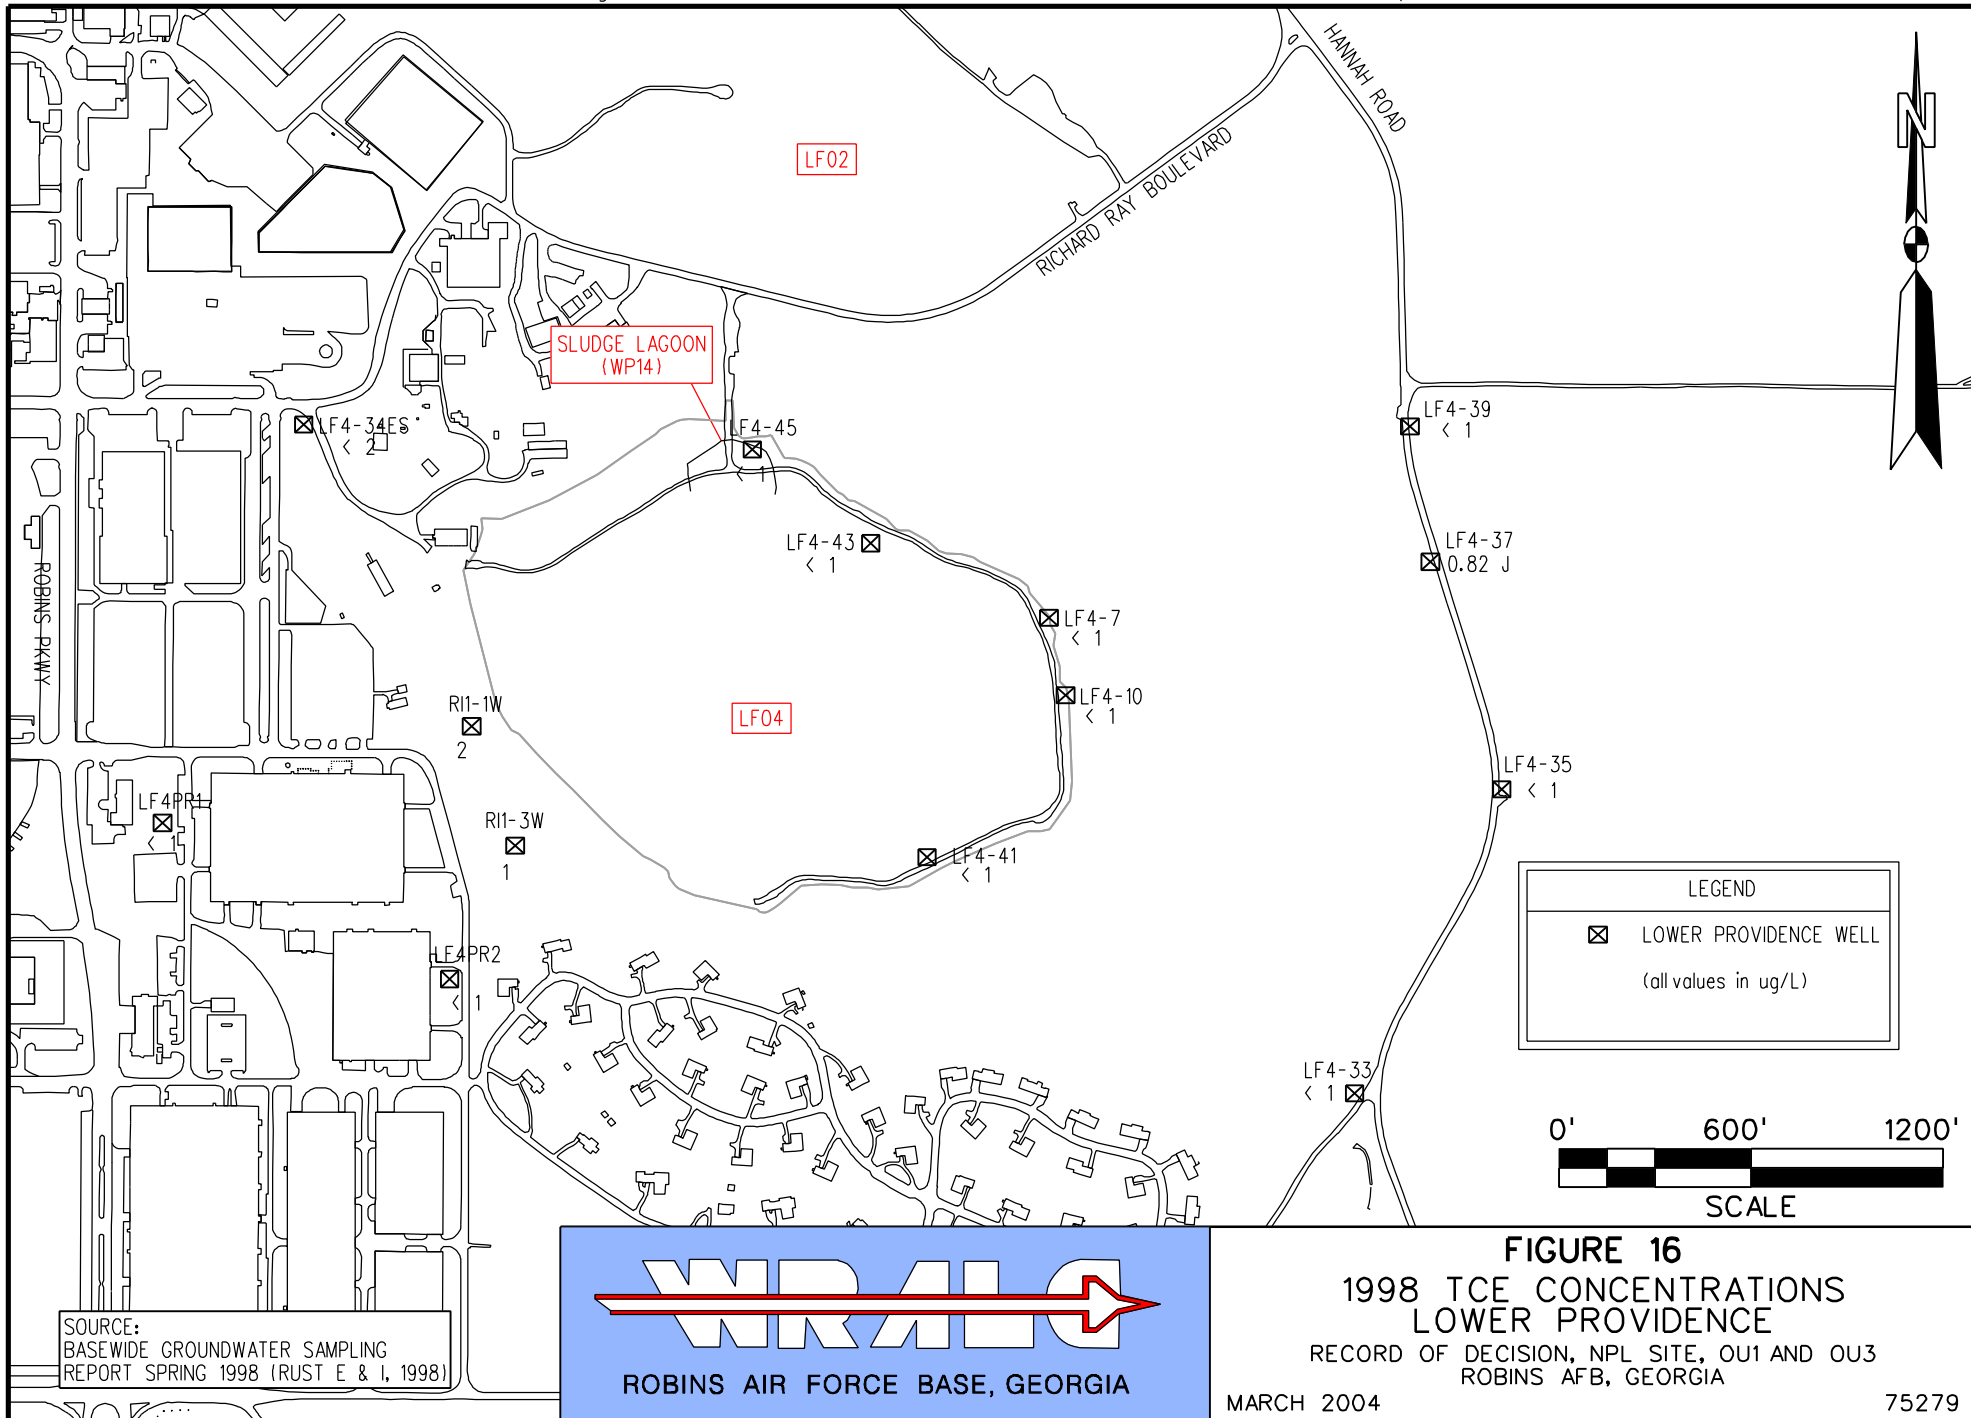 HANNAH ROAD
N
LF02
RICHARD RAY BOULEVARD
SLUDGE LAGOON
(WP14)
LF4-34ES
< 2
LF4-45
< 1
LF4-39
< 1
LF4-43
< 1
LF4-37
0.82 J
ROBINS PKWY
LF4-7
< 1
LF4-10
< 1
RI1-1W
2
LF04
LF4-35
< 1
LF4PR1
< 1
RI1-3W
1
LF4-41
< 1
LF4PR2
< 1
LEGEND
LOWER PROVIDENCE WELL
(all values in ug/L)
LF4-33
< 1
0' 600' 1200'
SCALE
SOURCE:
BASEWIDE GROUNDWATER SAMPLING
REPORT SPRING 1998 (RUST E & I, 1998)
WRALC
ROBINS AIR FORCE BASE, GEORGIA
FIGURE 16
1998 TCE CONCENTRATIONS
LOWER PROVIDENCE
RECORD OF DECISION, NPL SITE, OU1 AND OU3
ROBINS AFB, GEORGIA
MARCH 2004 75279